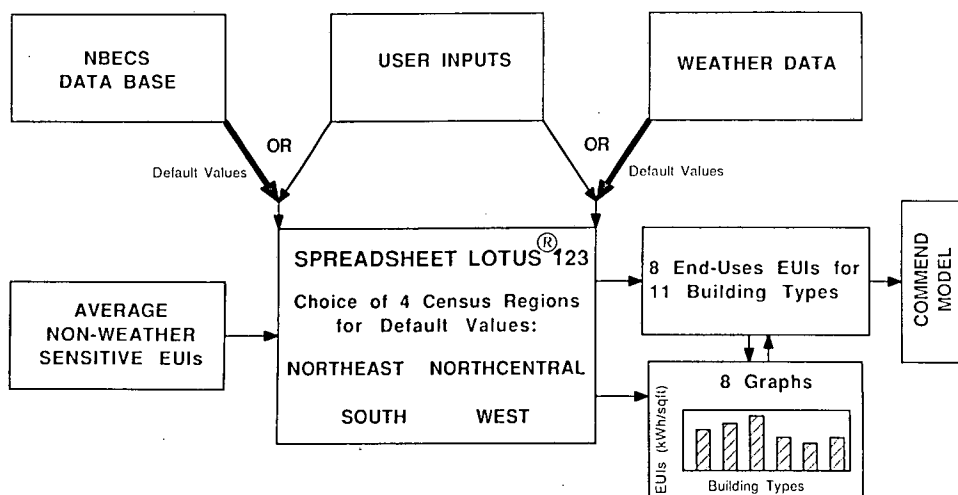 NBECS
DATA BASE
USER INPUTS
WEATHER DATA
OR
OR
Default Values
Default Values
SPREADSHEET LOTUS ® 123
Choice of 4 Census Regions
for Default Values:
NORTHEAST NORTHCENTRAL
SOUTH WEST
AVERAGE
NON-WEATHER
SENSITIVE EUIs
8 End-Uses EUIs for
11 Building Types
COMMEND
MODEL
8 Graphs
EUIs (kWh/sqft)
Building Types